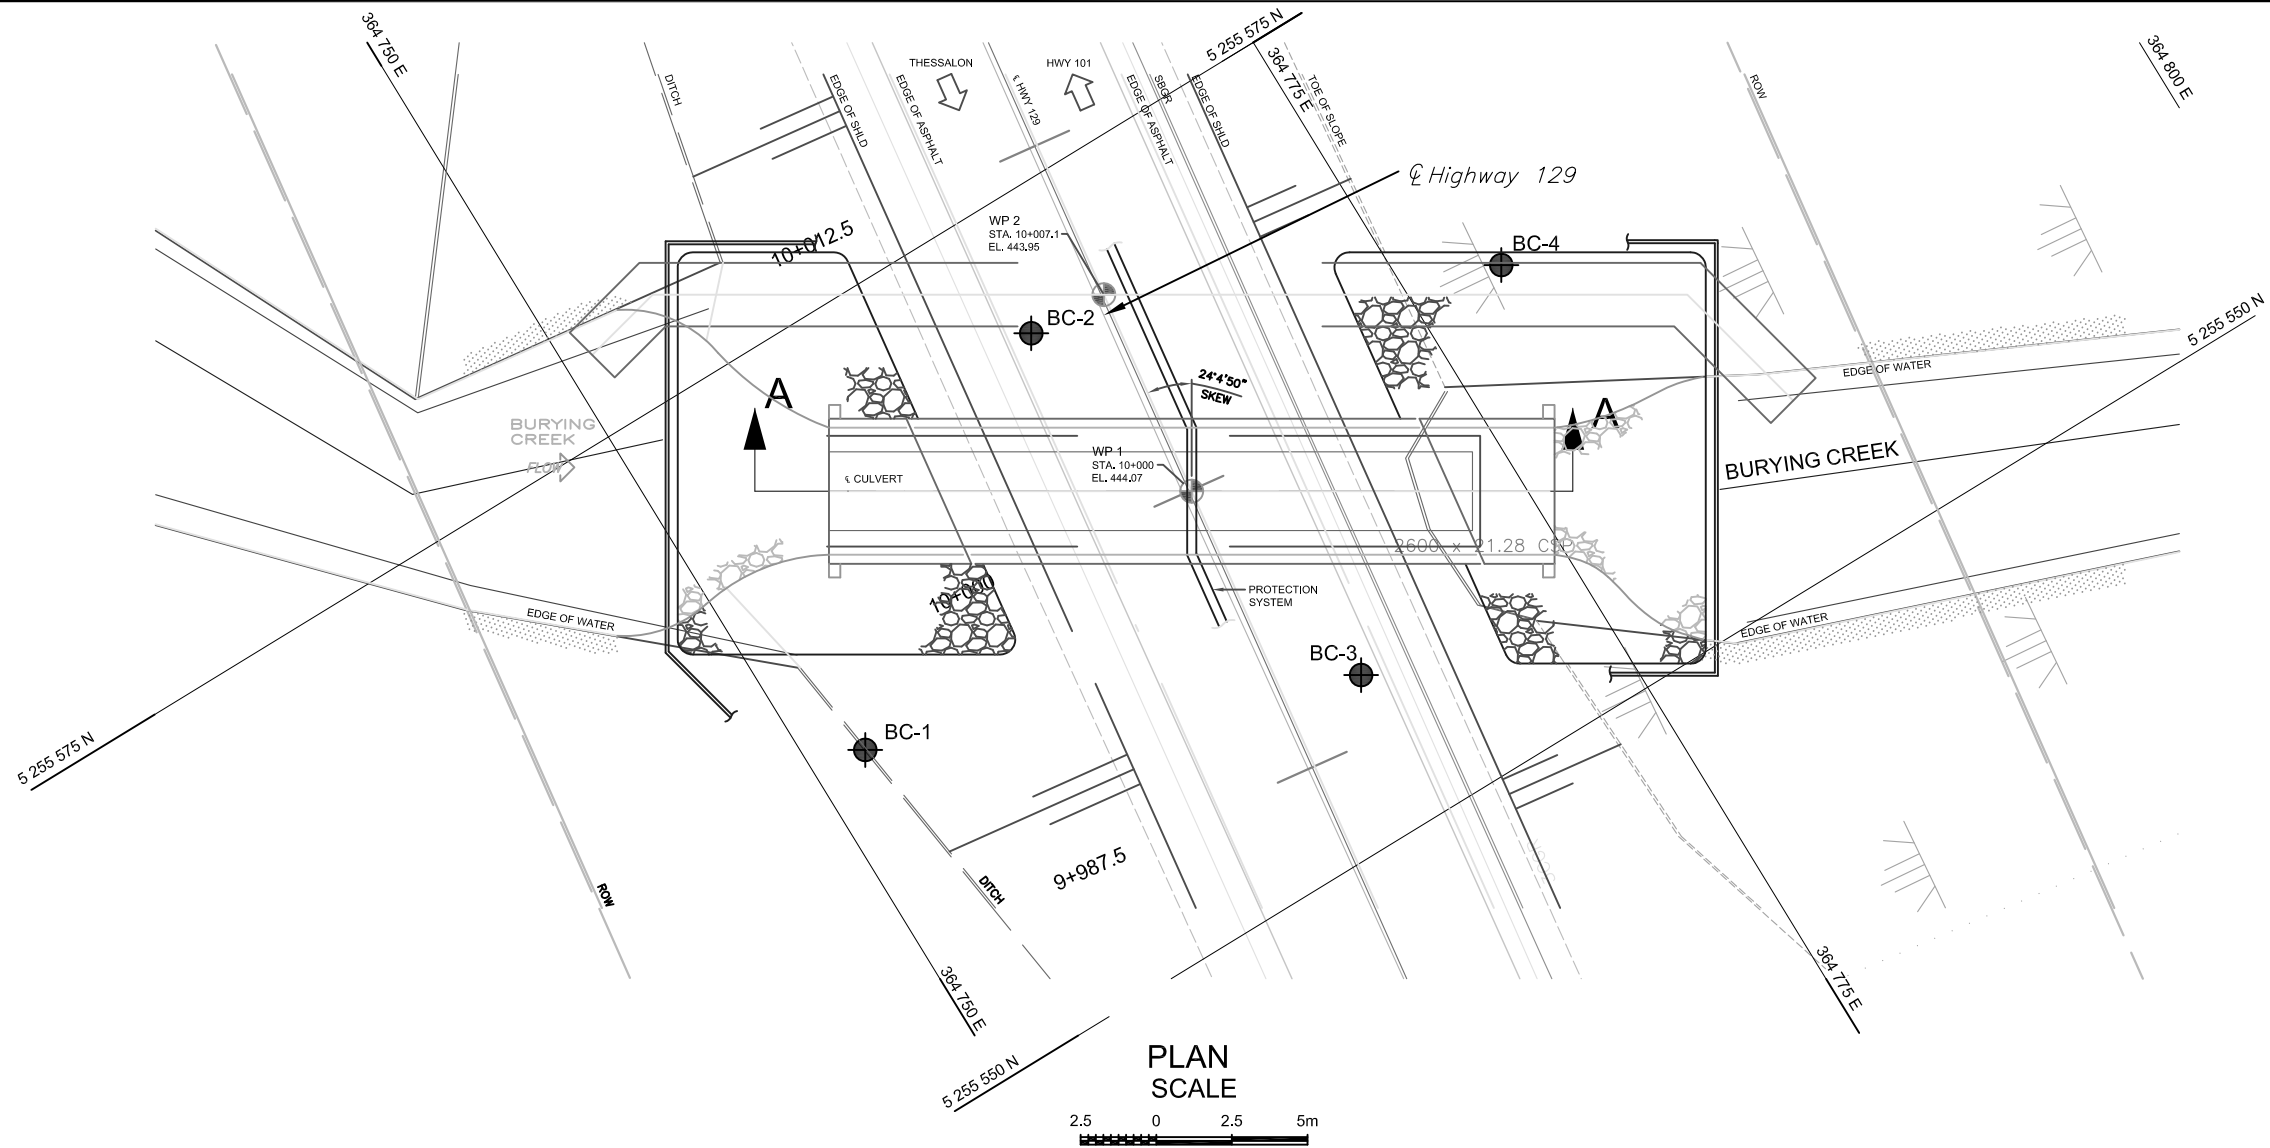 364 750 E
DITCH
EDGE OF SHLD
EDGE OF ASPHALT
THESSALON
℄ HWY 129
HWY 101
EDGE OF ASPHALT
SBGR
EDGE OF SHLD
5 255 575 N
364 775 E
TOE OF SLOPE
ROW
364 800 E
℄ Highway 129
WP 2
STA. 10+007.1
EL. 443.95
10+012.5
BC-4
BC-2
5 255 550 N
EDGE OF WATER
24°4'50"
SKEW
A
A
BURYING
CREEK
FLOW
WP 1
STA. 10+000
EL. 444.07
℄ CULVERT
BURYING CREEK
2600 x 21.28 CSP
10+000
PROTECTION
SYSTEM
EDGE OF WATER
EDGE OF WATER
BC-3
BC-1
5 255 575 N
9+987.5
DITCH
ROW
364 750 E
364 775 E
5 255 550 N
PLAN
SCALE
2.5 0 2.5 5m